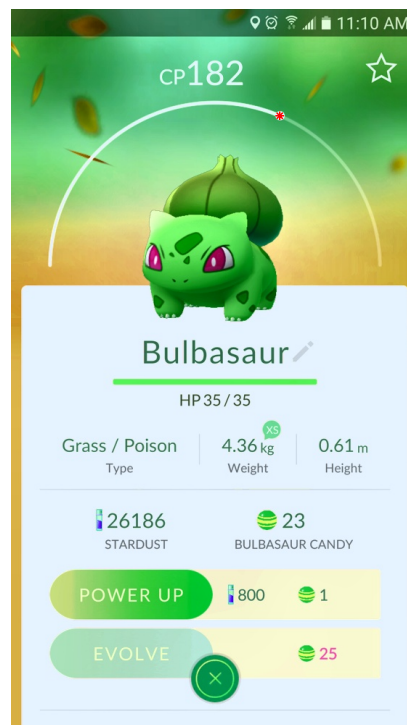 11:10 AM
CP182
Bulbasaur
HP 35 / 35
XS
Grass / Poison 4.36 kg 0.61 m
Type Weight Height
26186 23
STARDUST BULBASAUR CANDY
POWER UP 800 1
EVOLVE 25